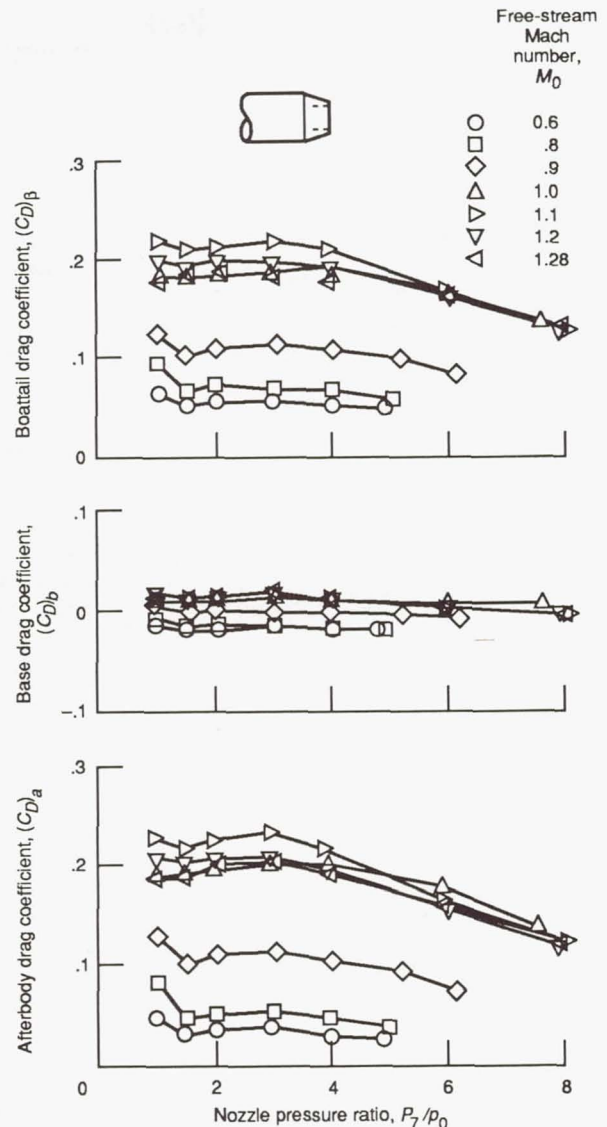 Free-stream
Mach
number,
M0
0.6
.8
.9
1.0
1.1
1.2
1.28
Boattail drag coefficient, (CD)β
.3
.2
.1
0
Base drag coefficient,
(CD)b
.1
0
–.1
Afterbody drag coefficient, (CD)a
.3
.2
.1
0
2
4
6
8
Nozzle pressure ratio, P7/p0